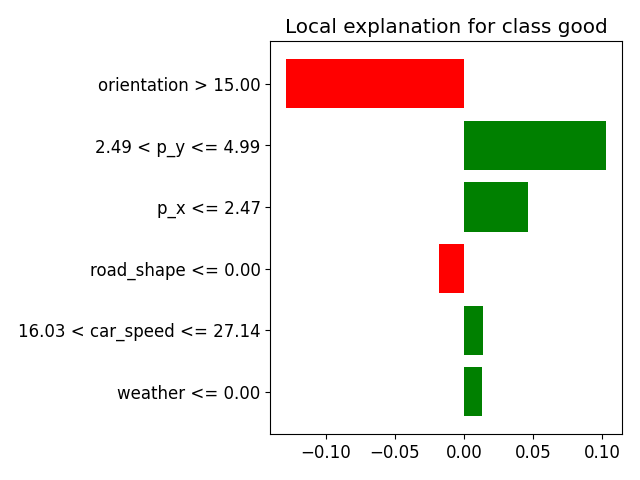 Local explanation for class good
orientation > 15.00
2.49 < p_y <= 4.99
p_x <= 2.47
road_shape <= 0.00
16.03 < car_speed <= 27.14
weather <= 0.00
−0.10 −0.05 0.00 0.05 0.10